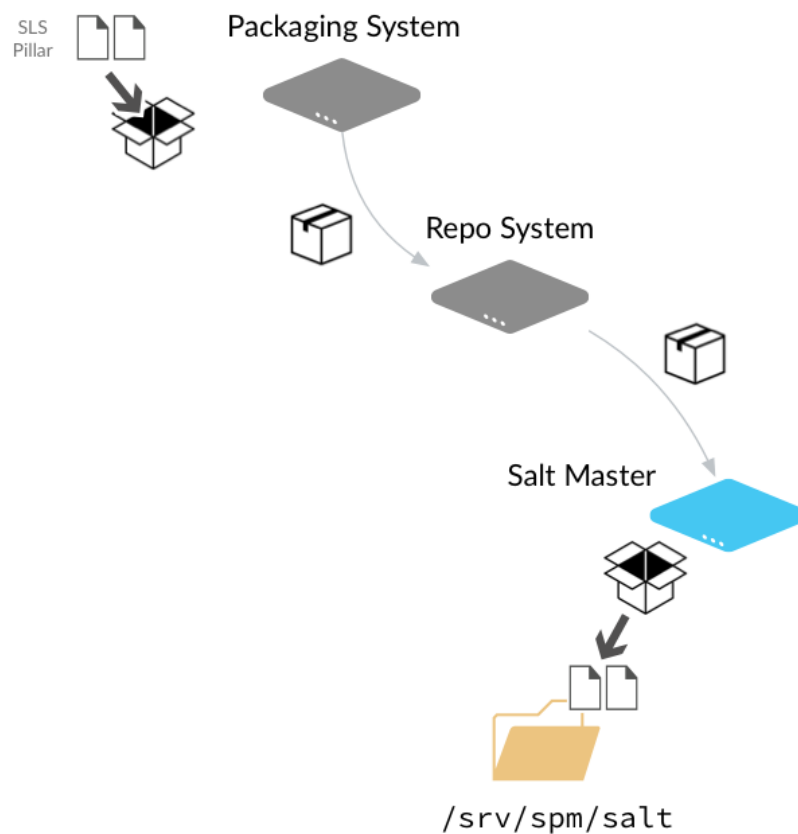 SLS
Pillar
Packaging System
Repo System
Salt Master
/srv/spm/salt